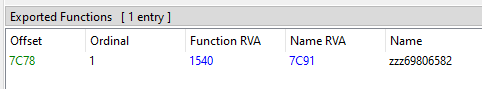 Exported Functions [ 1 entry ]
Offset Ordinal Function RVA Name RVA Name
7C78 1 1540 7C91 zzz69806582